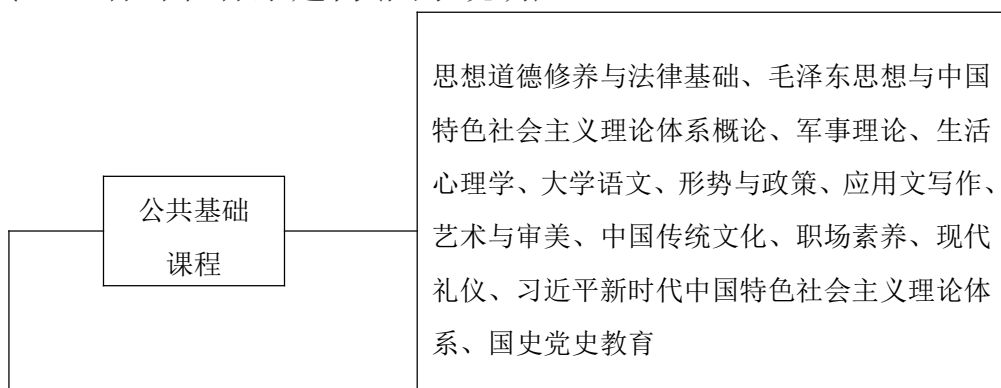 公共基础
课程
思想道德修养与法律基础、毛泽东思想与中国
特色社会主义理论体系概论、军事理论、生活
心理学、大学语文、形势与政策、应用文写作、
艺术与审美、中国传统文化、职场素养、现代
礼仪、习近平新时代中国特色社会主义理论体
系、国史党史教育